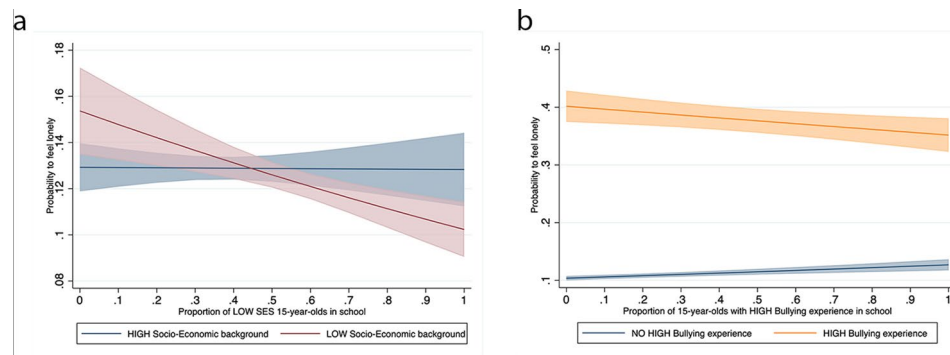 a
.18
.16
.14
.12
.1
.08
Probability to feel lonely
0 .1 .2 .3 .4 .5 .6 .7 .8 .9 1
Proportion of LOW SES 15-year-olds in school
HIGH Socio-Economic background LOW Socio-Economic background
b
.5
.4
.3
.2
.1
Probability to feel lonely
0 .1 .2 .3 .4 .5 .6 .7 .8 .9 1
Proportion of 15-year-olds with HIGH Bullying experience in school
NO HIGH Bullying experience HIGH Bullying experience